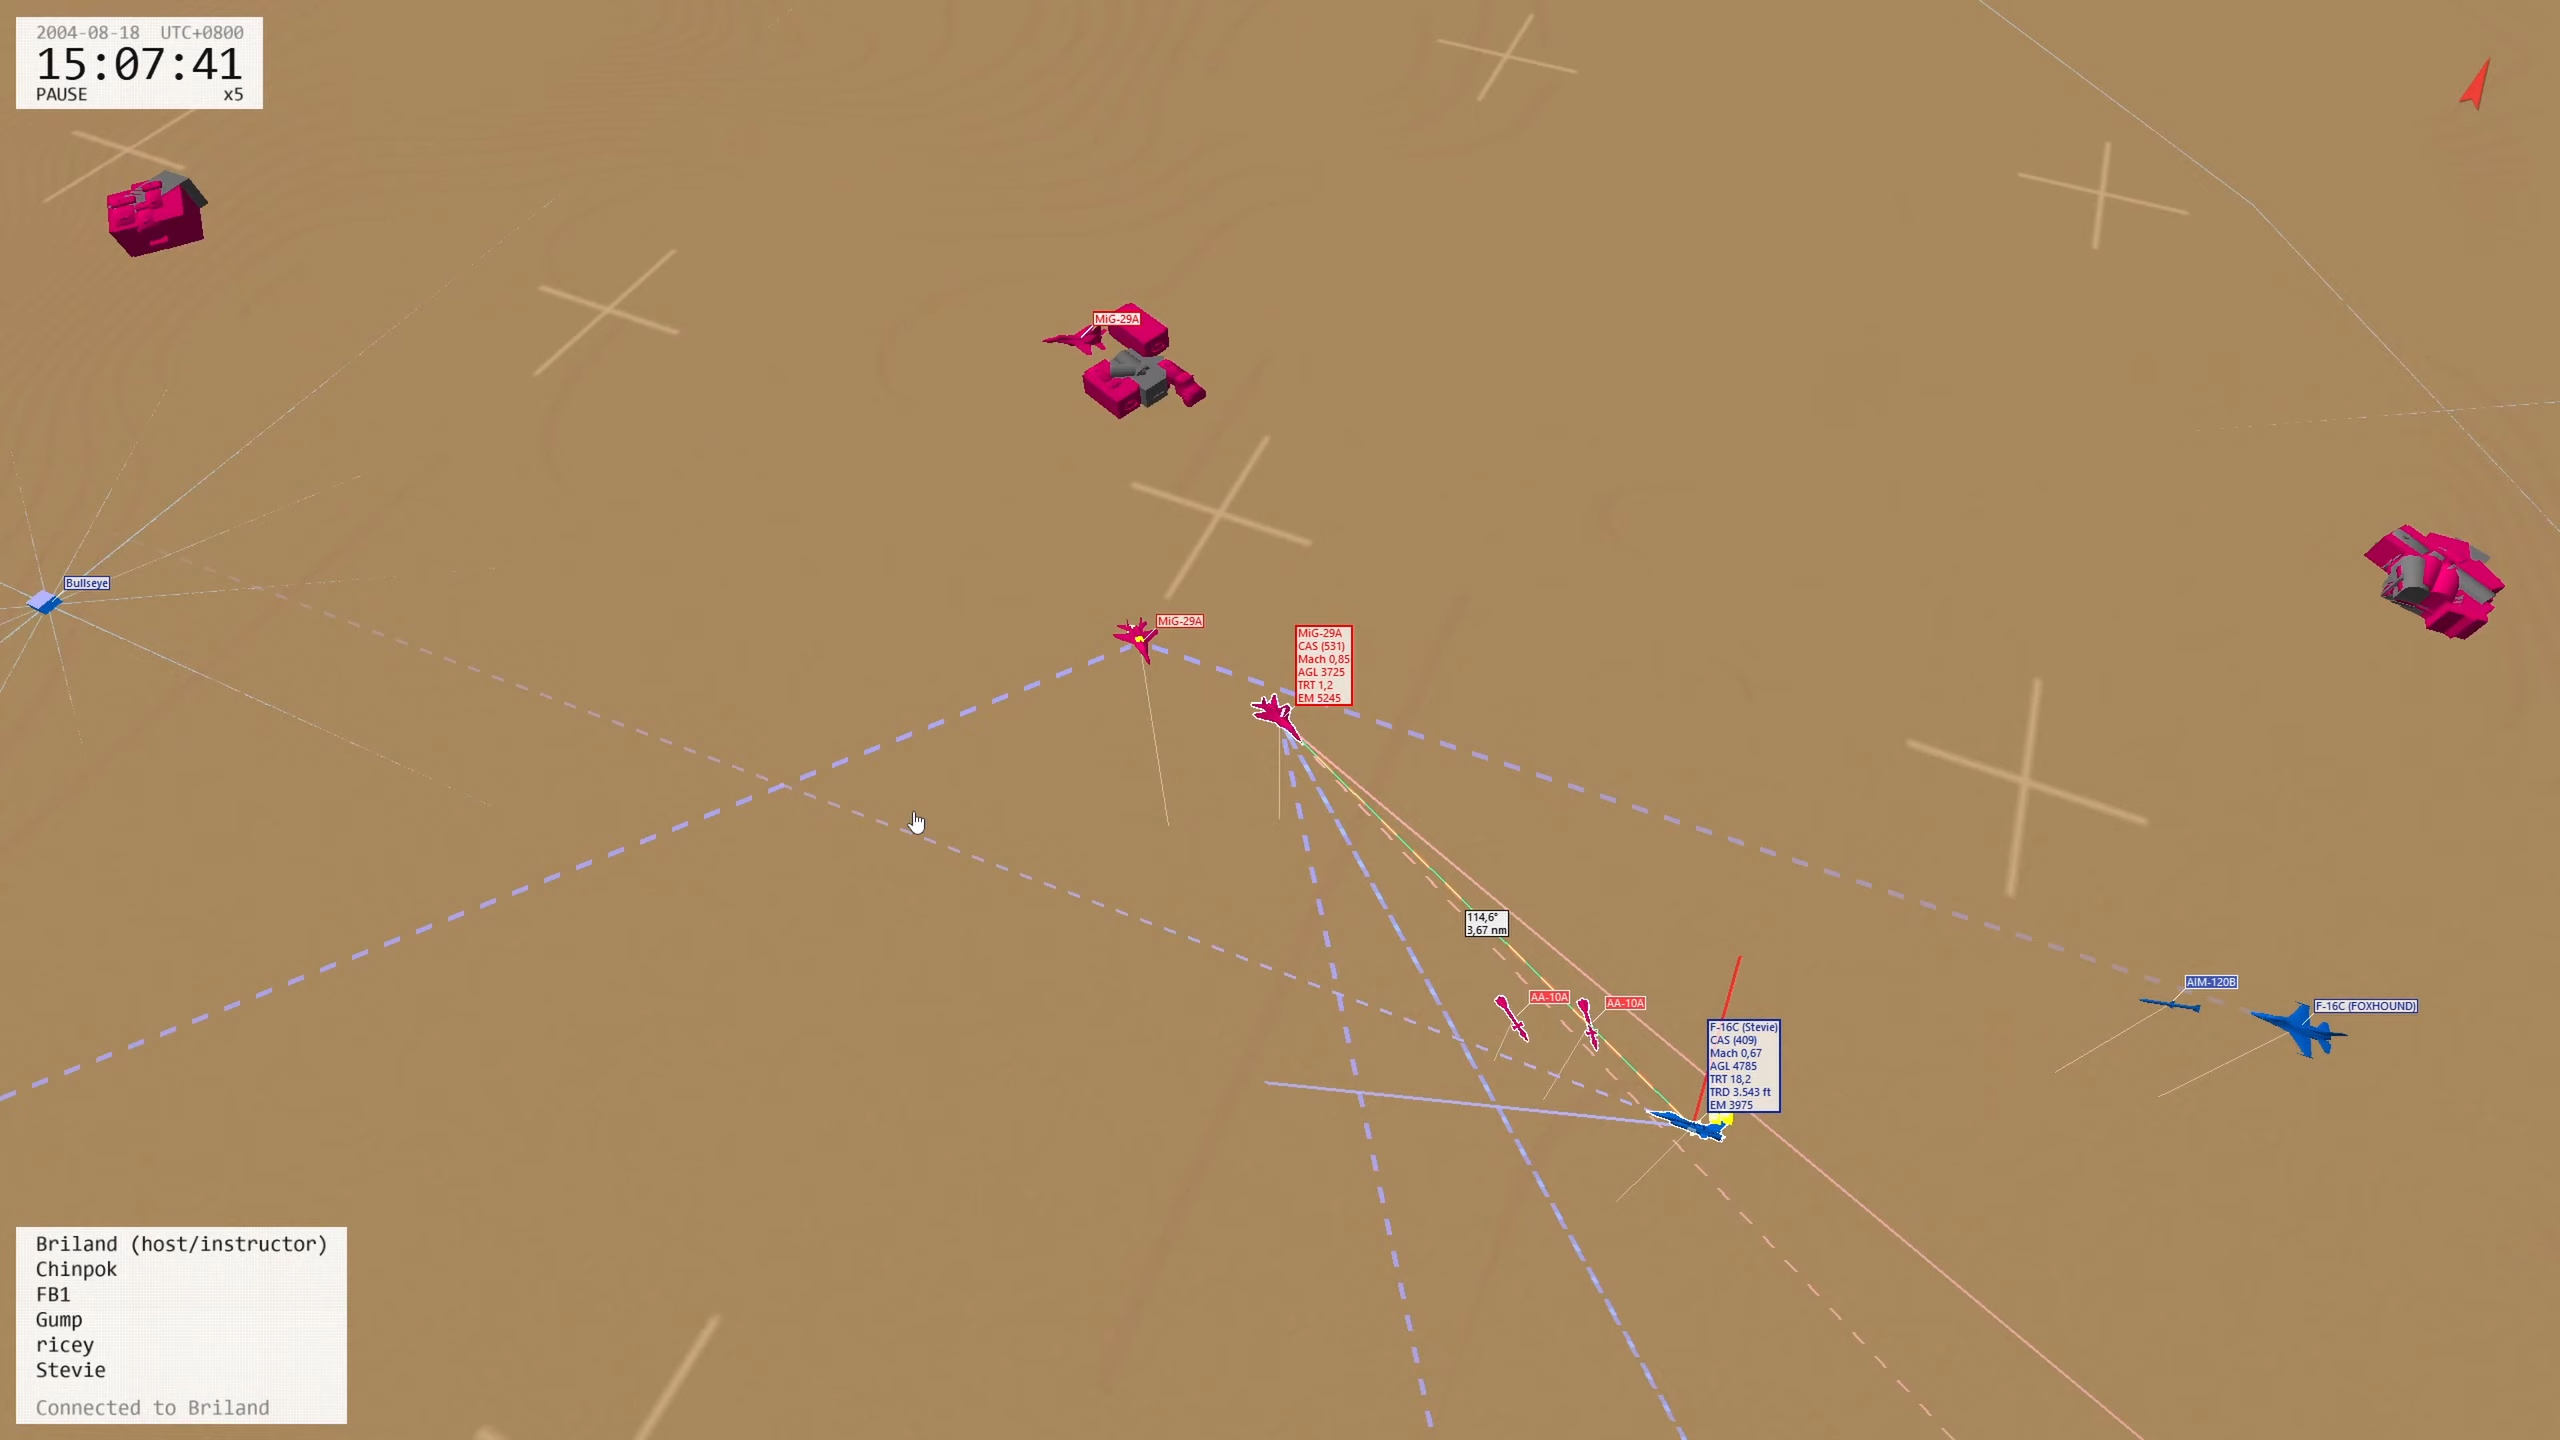 2004-08-18 UTC+0800
15:07:41
PAUSE x5
MiG-29A
Bullseye
MiG-29A
MiG-29A
CAS (531)
Mach 0,85
AGL 3725
TRT 1,2
EM 5245
114,6°
3,67 nm
AA-10A
AA-10A
AIM-120B
F-16C (FOXHOUND)
F-16C (Stevie)
CAS (409)
Mach 0,67
AGL 4785
TRT 18,2
TRD 3.543 ft
EM 3975
Briland (host/instructor)
Chinpok
FB1
Gump
ricey
Stevie
Connected to Briland